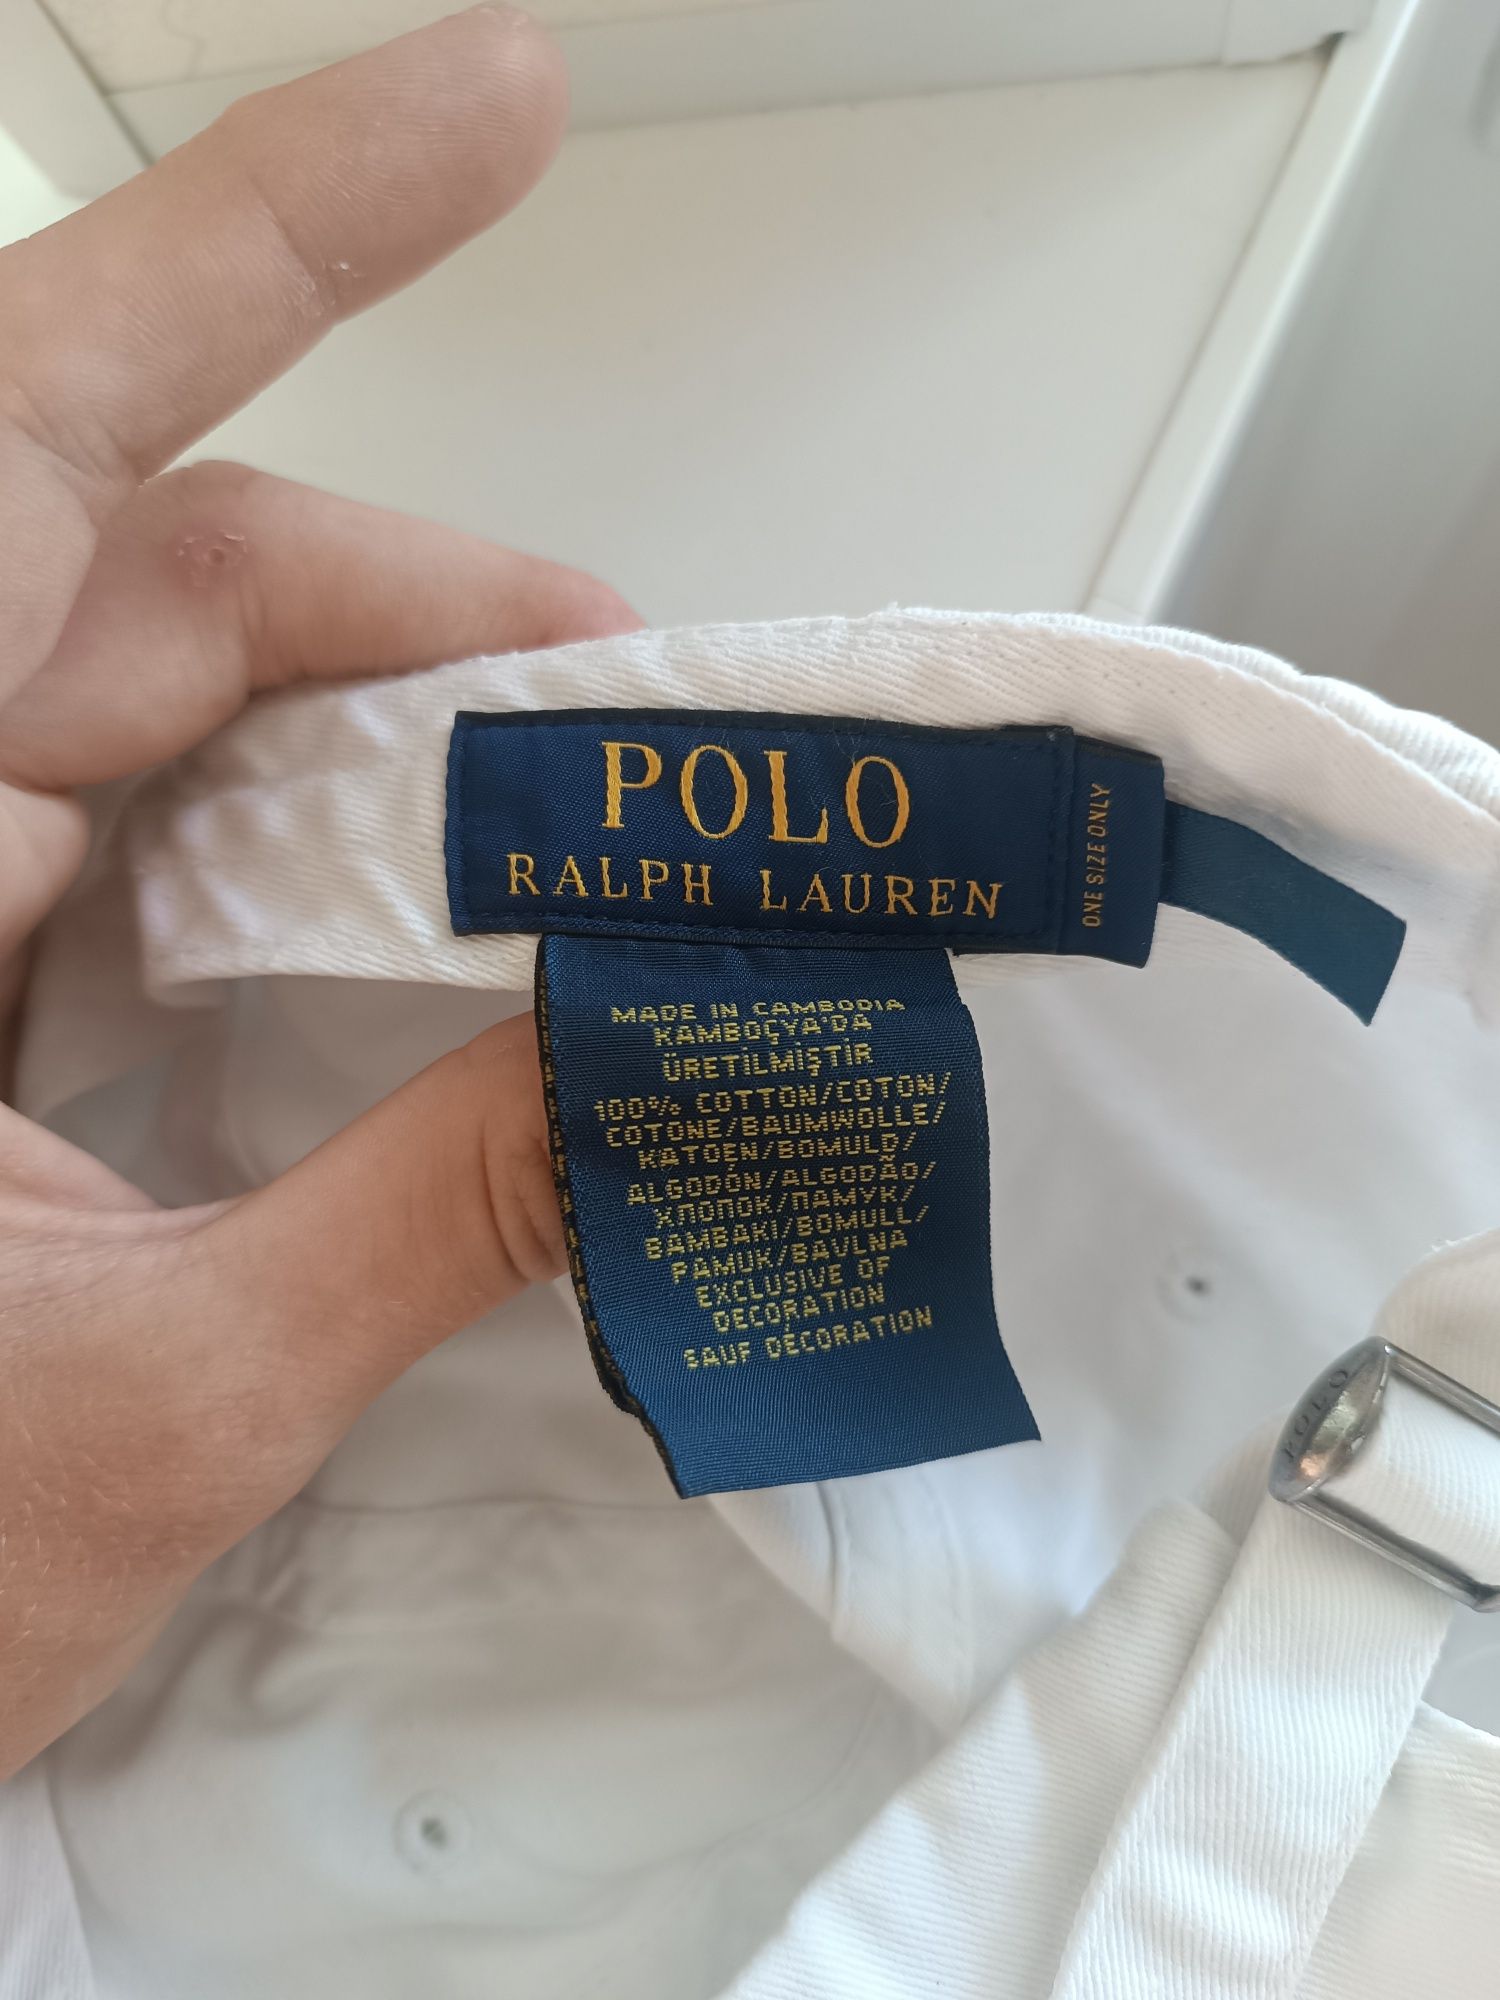 POLO
RALPH LAUREN
ONE SIZE ONLY
MADE IN CAMBODIA
KAMBOÇYA'DA
ÜRETİLMİŞTİR
100% COTTON/COTON/
COTONE/BAUMWOLLE/
KATOEN/BOMULD/
ALGODÓN/ALGODÃO/
ХЛОПОК/ПАМУК/
BAMBAKI/BOMULL/
PAMUK/BAVLNA
EXCLUSIVE OF
DECORATION
SAUF DÉCORATION
POLO